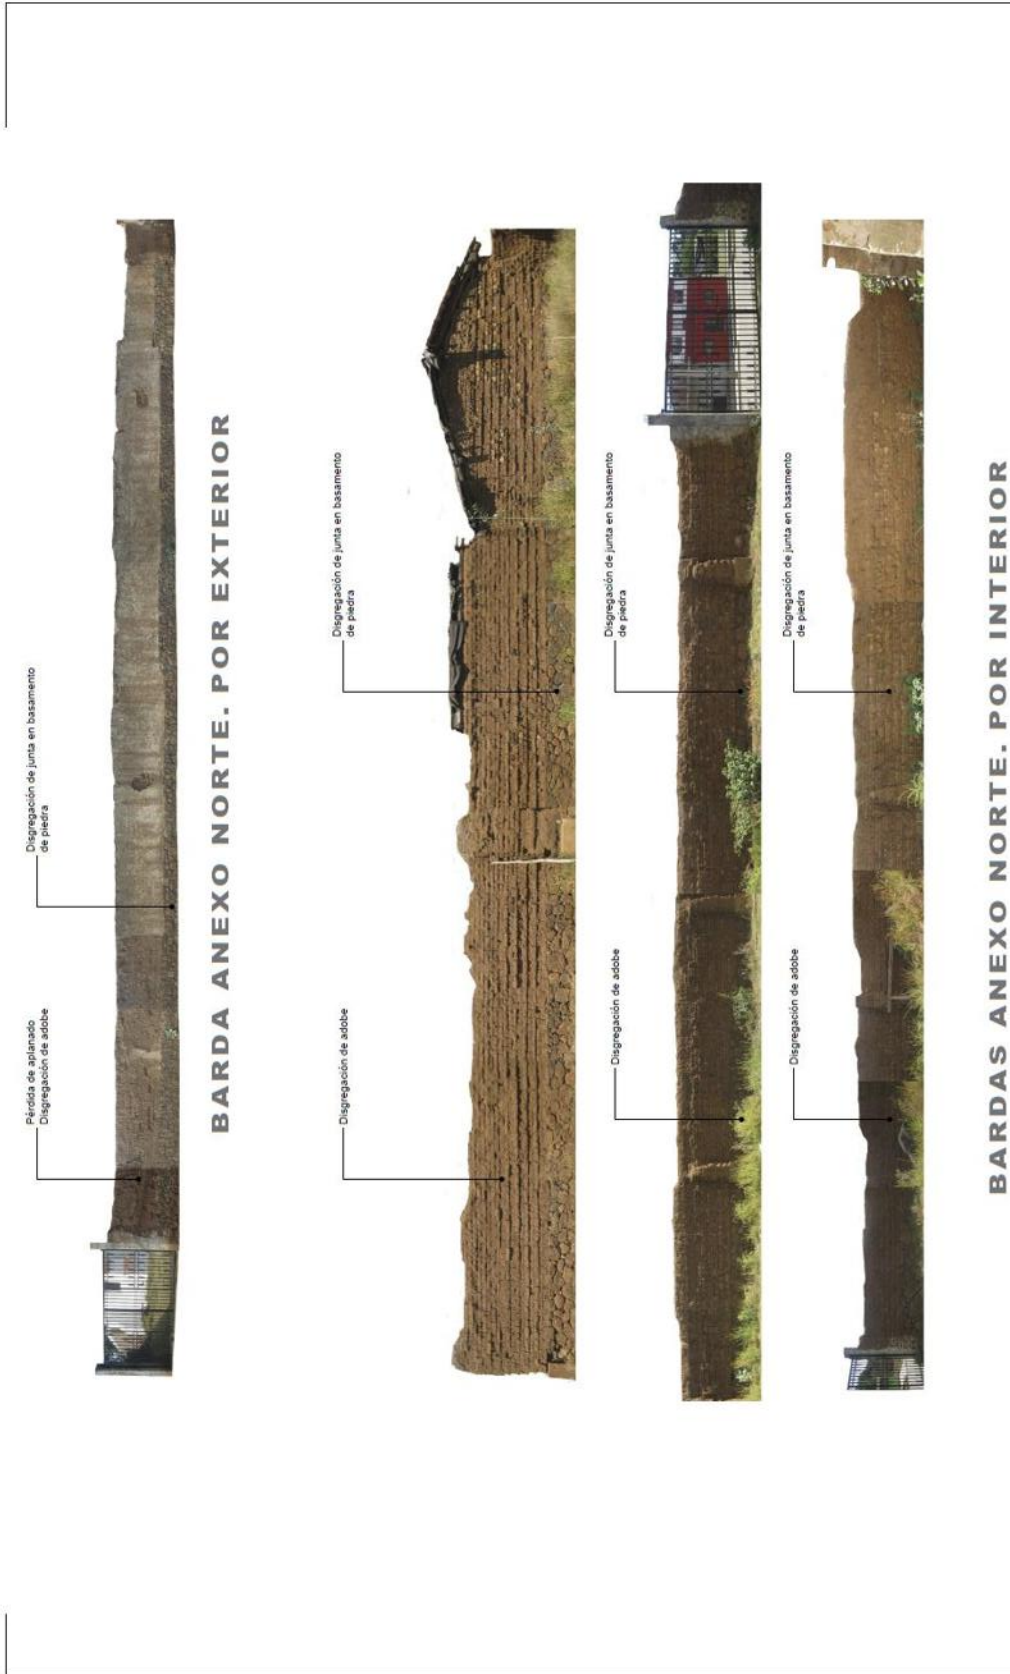 Pérdida de aplanado
Disgregación de adobe
Disgregación de junta en basamento
de piedra
BARDA ANEXO NORTE. POR EXTERIOR
Disgregación de adobe
Disgregación de junta en basamento
de piedra
Disgregación de adobe
Disgregación de junta en basamento
de piedra
Disgregación de adobe
Disgregación de junta en basamento
de piedra
BARDAS ANEXO NORTE. POR INTERIOR